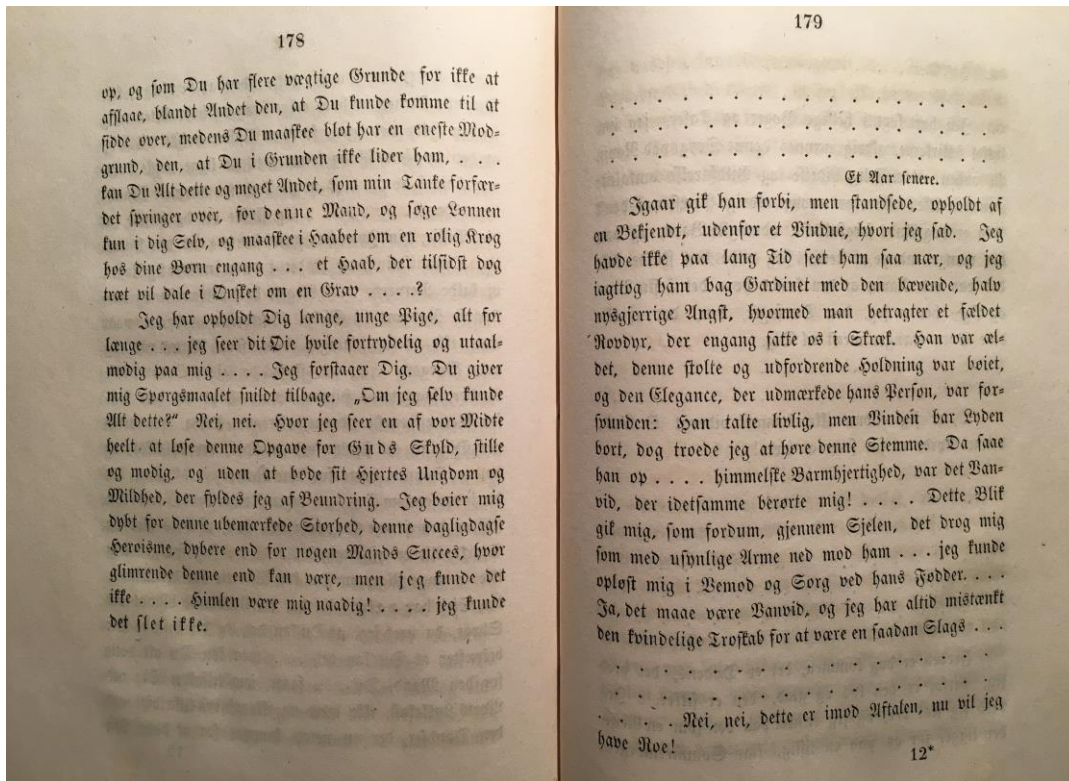 178
op, og som Du har flere vægtige Grunde for ikke at
afslaae, blandt Andet den, at Du kunde komme til at
sidde over, medens Du maaskee blot har en eneste Mod-
grund, den, at Du i Grunden ikke lider ham, . . .
kan Du Alt dette og meget Andet, som min Tanke forfær-
det springer over, for denne Mand, og søge Lønnen
kun i dig Selv, og maaskee i Haabet om en rolig Krog
hos dine Børn engang . . . et Haab, der tilsidst dog
træt vil dale i Ønsket om en Grav . . . .?
Jeg har opholdt Dig længe, unge Pige, alt for
længe . . . jeg seer dit Øie hvile fortrydelig og utaal-
modig paa mig . . . . Jeg forstaaer Dig. Du giver
mig Spørgsmaalet snildt tilbage. „Om jeg selv kunde
Alt dette?“ Nei, nei. Hvor jeg seer en af vor Midte
heelt at løse denne Opgave for Guds Skyld, stille
og modig, og uden at bøde sit Hjertes Ungdom og
Mildhed, der fyldes jeg af Beundring. Jeg bøier mig
dybt for denne ubemærkede Storhed, denne dagligdagse
Heroisme, dybere end for nogen Mands Succes, hvor
glimrende denne end kan være, men jeg kunde det
ikke . . . . Himlen være mig naadig! . . . . jeg kunde
det slet ikke.
179
. . . . . . . . . . . . . . . . .
. . . . . . . . . . . . . . . . .
. . . . . . . . . . . . . . . . .
Et Aar senere.
Igaar gik han forbi, men standsede, opholdt af
en Bekjendt, udenfor et Vindue, hvori jeg sad. Jeg
havde ikke paa lang Tid seet ham saa nær, og jeg
iagttog ham bag Gardinet med den bævende, halv
nysgjerrige Angst, hvormed man betragter et fældet
Rovdyr, der engang satte os i Skræk. Han var æl-
det, denne stolte og udfordrende Holdning var bøiet,
og den Elegance, der udmærkede hans Person, var for-
svunden: Han talte livlig, men Vinden bar Lyden
bort, dog troede jeg at høre denne Stemme. Da saae
han op . . . . himmelske Barmhjertighed, var det Van-
vid, der idetsamme berørte mig! . . . . Dette Blik
gik mig, som fordum, gjennem Sjelen, det drog mig
som med usynlige Arme ned mod ham . . . jeg kunde
opløst mig i Vemod og Sorg ved hans Fødder. . . .
Ja, det maae være Vanvid, og jeg har altid mistænkt
den kvindelige Troskab for at være en saadan Slags . . .
. . . . . . . . . . . . . . . . .
. . . . . . . . . . . . . . . . .
. . . . Nei, nei, dette er imod Aftalen, nu vil jeg
have Roe!
12*